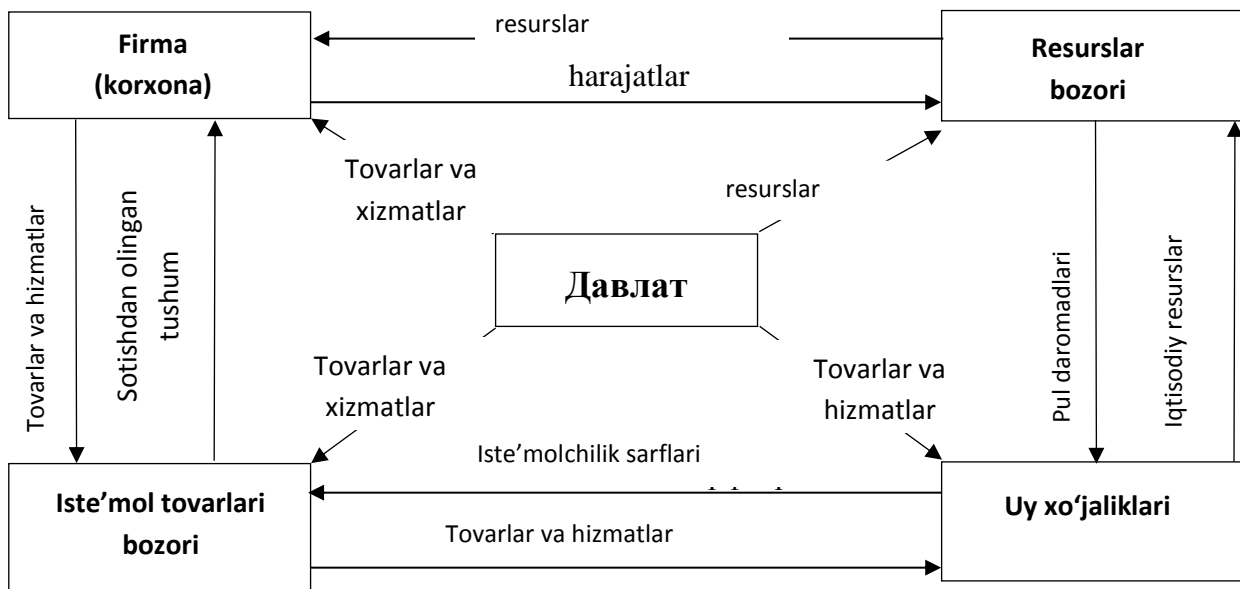 resurslar
Firma
(korxona)
Resurslar
bozori
harajatlar
Tovarlar va
xizmatlar
resurslar
Tovarlar va hizmatlar
Sotishdan olingan
tushum
Давлат
Pul daromadlari
Iqtisodiy resurslar
Tovarlar va
xizmatlar
Tovarlar va
hizmatlar
Iste’molchilik sarflari
Iste’mol tovarlari
bozori
Uy xo‘jaliklari
Tovarlar va hizmatlar